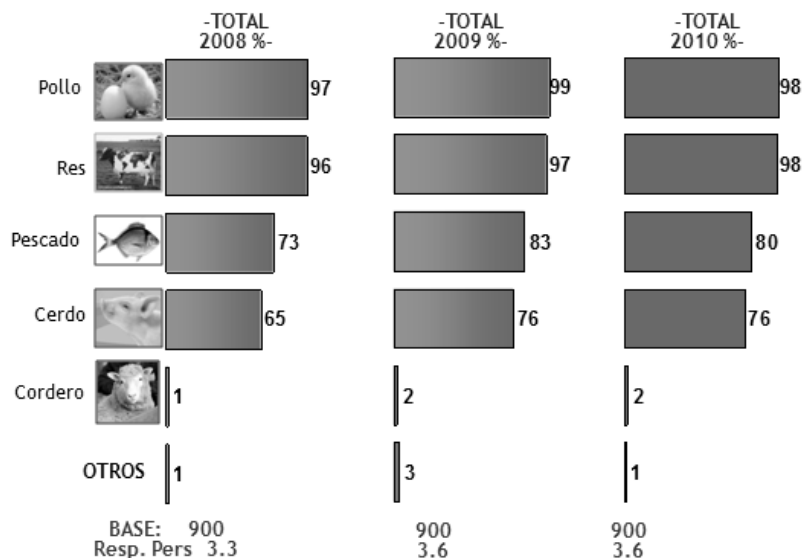 -TOTAL 2008 %-
-TOTAL 2009 %-
-TOTAL 2010 %-
Pollo 97 99 98
Res 96 97 98
Pescado 73 83 80
Cerdo 65 76 76
Cordero 1 2 2
OTROS 1 3 1
BASE: 900 900 900
Resp. Pers 3.3 3.6 3.6